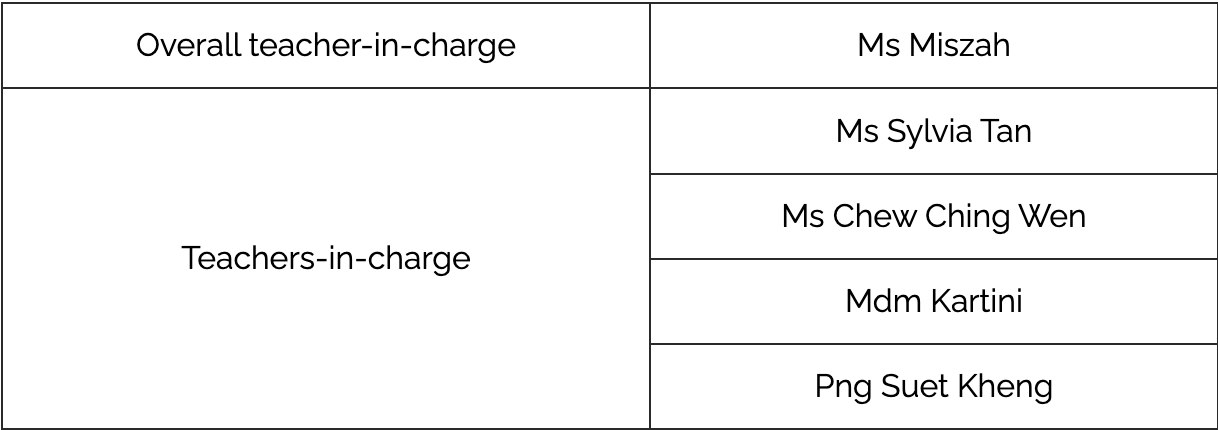 Overall teacher-in-charge
Ms Miszah
Teachers-in-charge
Ms Sylvia Tan
Ms Chew Ching Wen
Mdm Kartini
Png Suet Kheng